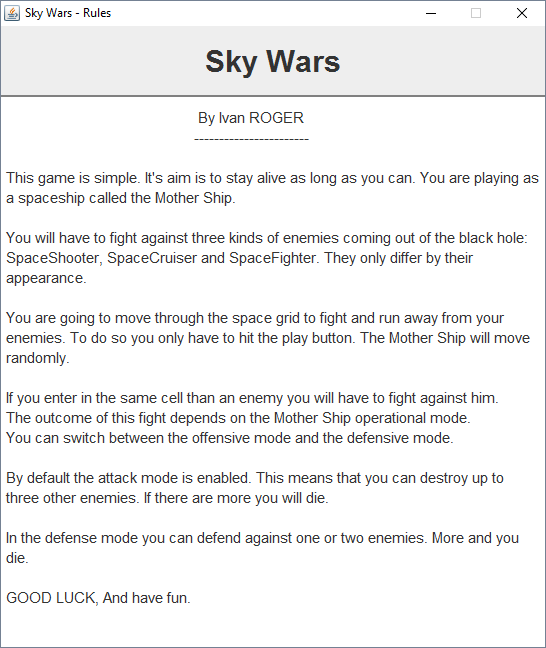 Sky Wars - Rules
Sky Wars
By Ivan ROGER
-----------------------
This game is simple. It's aim is to stay alive as long as you can. You are playing as
a spaceship called the Mother Ship.
You will have to fight against three kinds of enemies coming out of the black hole:
SpaceShooter, SpaceCruiser and SpaceFighter. They only differ by their
appearance.
You are going to move through the space grid to fight and run away from your
enemies. To do so you only have to hit the play button. The Mother Ship will move
randomly.
If you enter in the same cell than an enemy you will have to fight against him.
The outcome of this fight depends on the Mother Ship operational mode.
You can switch between the offensive mode and the defensive mode.
By default the attack mode is enabled. This means that you can destroy up to
three other enemies. If there are more you will die.
In the defense mode you can defend against one or two enemies. More and you
die.
GOOD LUCK, And have fun.